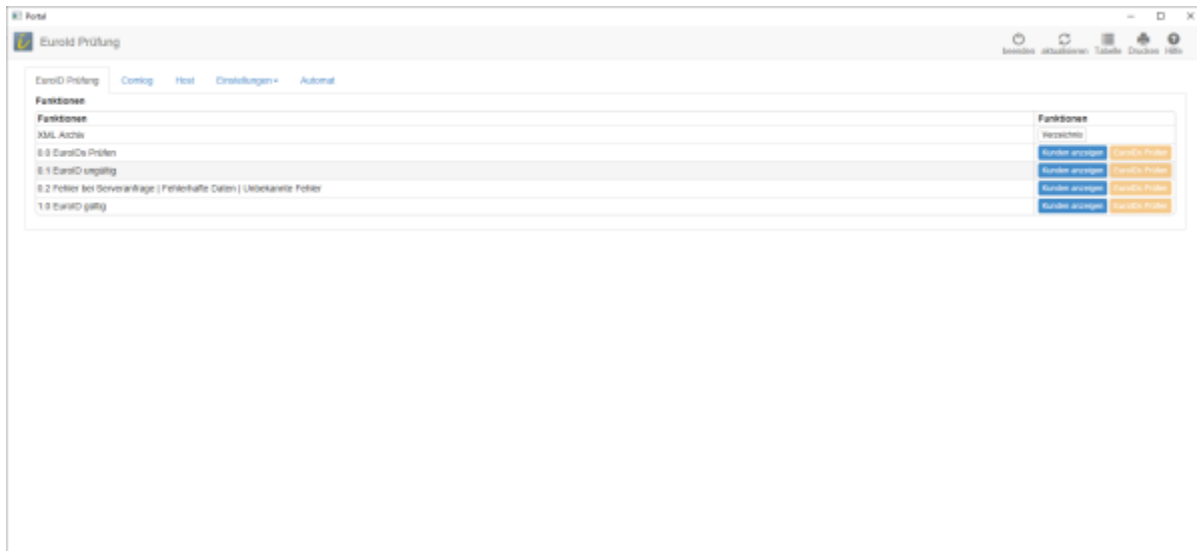 Portal
EuroId Prüfung
beenden aktualisieren Tabelle Drucken Hilfe
EuroID Prüfung Comlog Host Einstellungen Automat
Funktionen
Funktionen Funktionen
XML Archiv Verzeichnis
0.0 EuroIDs Prüfen Kunden anzeigen EuroIDs Prüfen
0.1 EuroID ungültig Kunden anzeigen EuroIDs Prüfen
0.2 Fehler bei Serveranfrage | Fehlerhafte Daten | Unbekannte Fehler Kunden anzeigen EuroIDs Prüfen
1.0 EuroID gültig Kunden anzeigen EuroIDs Prüfen